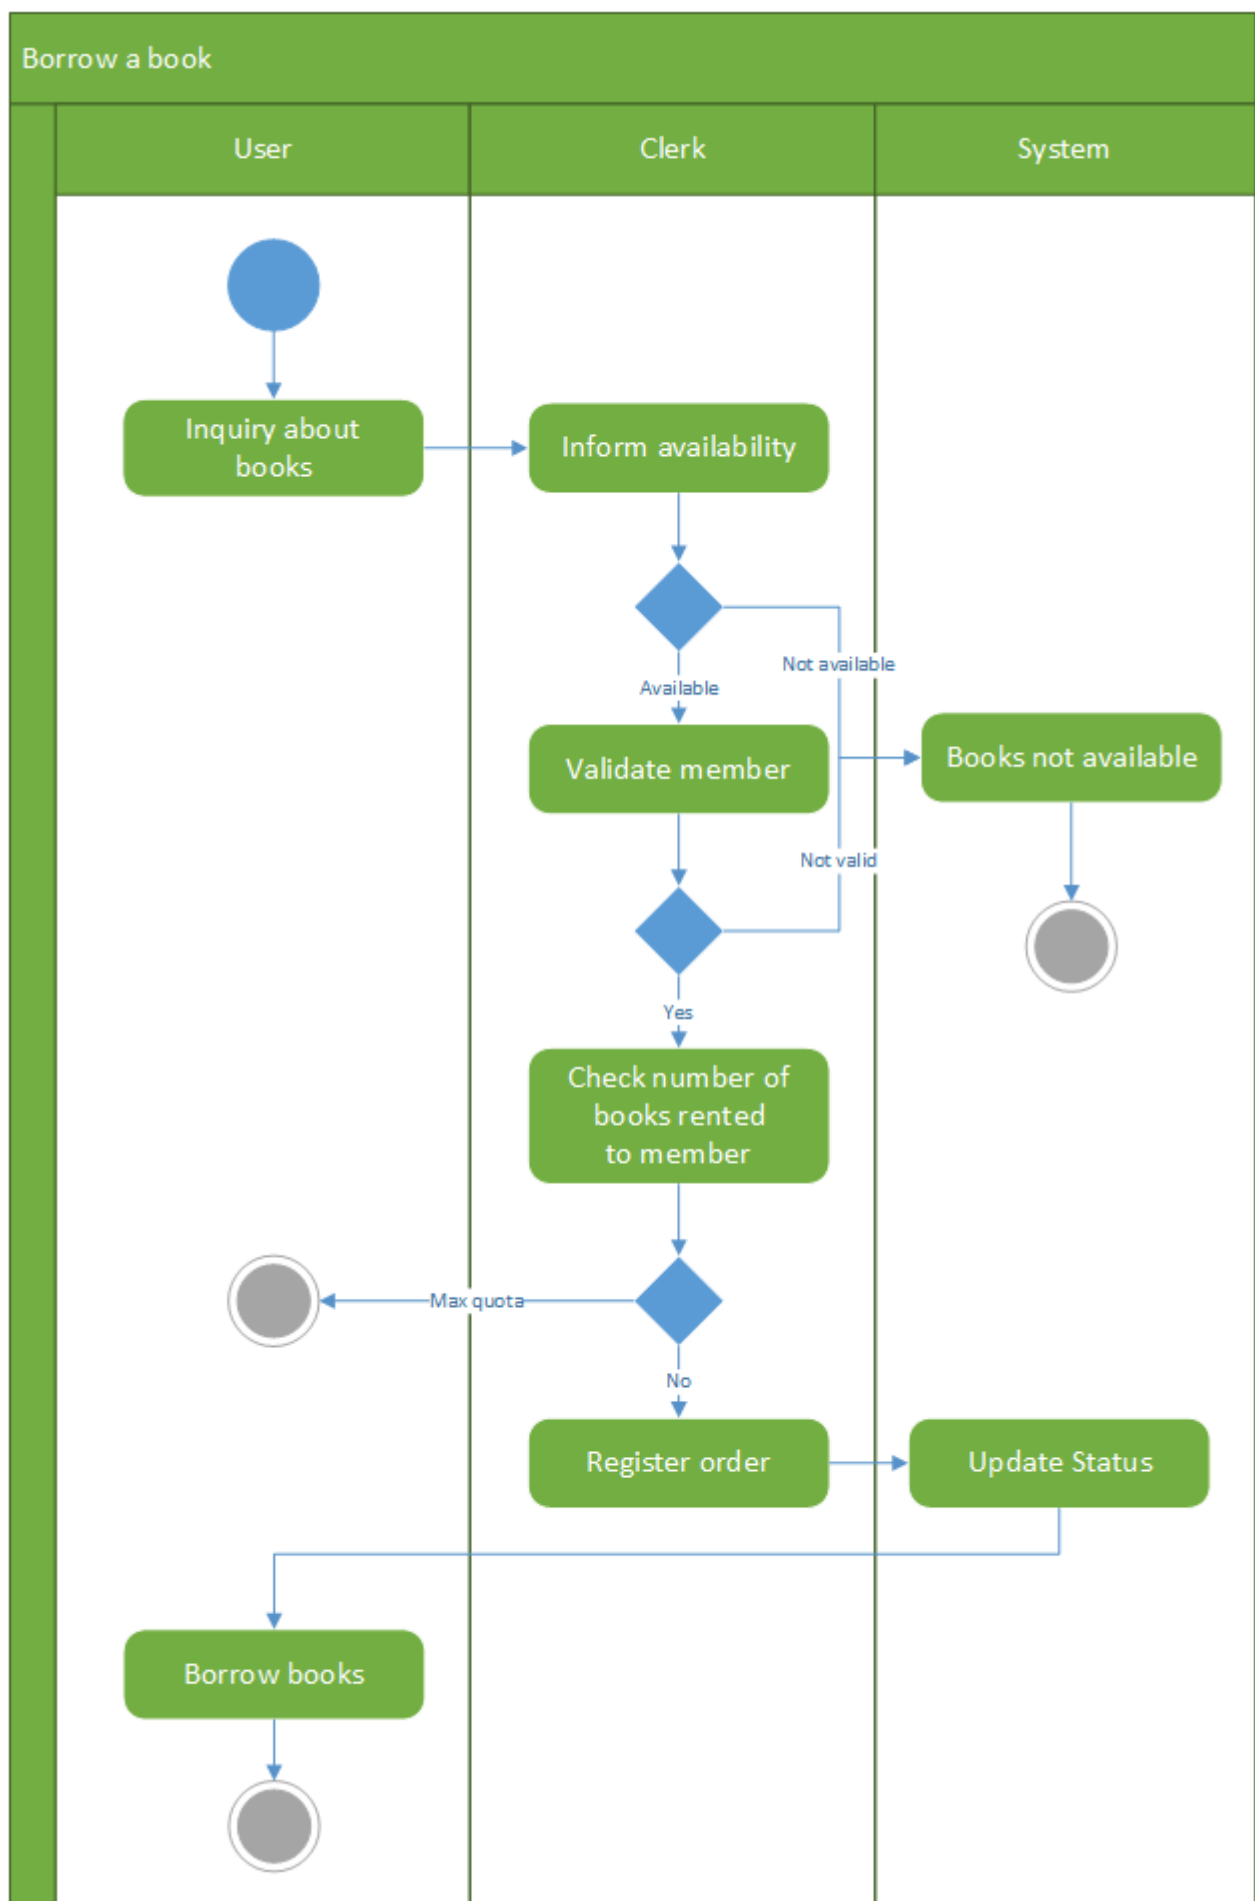 Borrow a book
User
Clerk
System
Inquiry about
books
Inform availability
Not available
Available
Books not available
Validate member
Not valid
Yes
Check number of
books rented
to member
Max quota
No
Register order
Update Status
Borrow books